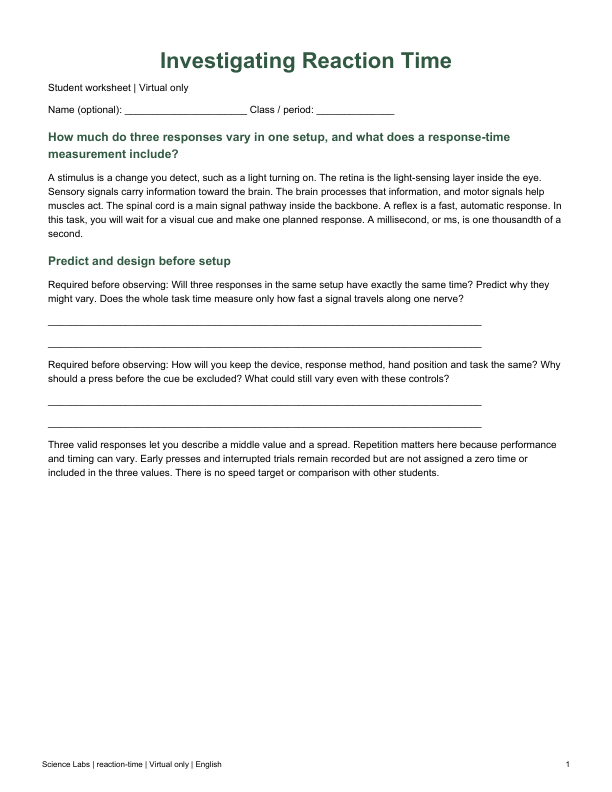 Investigating Reaction Time
Student worksheet | Virtual only
Name (optional): ______________________ Class / period: ______________
How much do three responses vary in one setup, and what does a response-time
measurement include?
A stimulus is a change you detect, such as a light turning on. The retina is the light-sensing layer inside the eye.
Sensory signals carry information toward the brain. The brain processes that information, and motor signals help
muscles act. The spinal cord is a main signal pathway inside the backbone. A reflex is a fast, automatic response. In
this task, you will wait for a visual cue and make one planned response. A millisecond, or ms, is one thousandth of a
second.
Predict and design before setup
Required before observing: Will three responses in the same setup have exactly the same time? Predict why they
might vary. Does the whole task time measure only how fast a signal travels along one nerve?
______________________________________________________________________________
______________________________________________________________________________
Required before observing: How will you keep the device, response method, hand position and task the same? Why
should a press before the cue be excluded? What could still vary even with these controls?
______________________________________________________________________________
______________________________________________________________________________
Three valid responses let you describe a middle value and a spread. Repetition matters here because performance
and timing can vary. Early presses and interrupted trials remain recorded but are not assigned a zero time or
included in the three values. There is no speed target or comparison with other students.
Science Labs | reaction-time | Virtual only | English 1